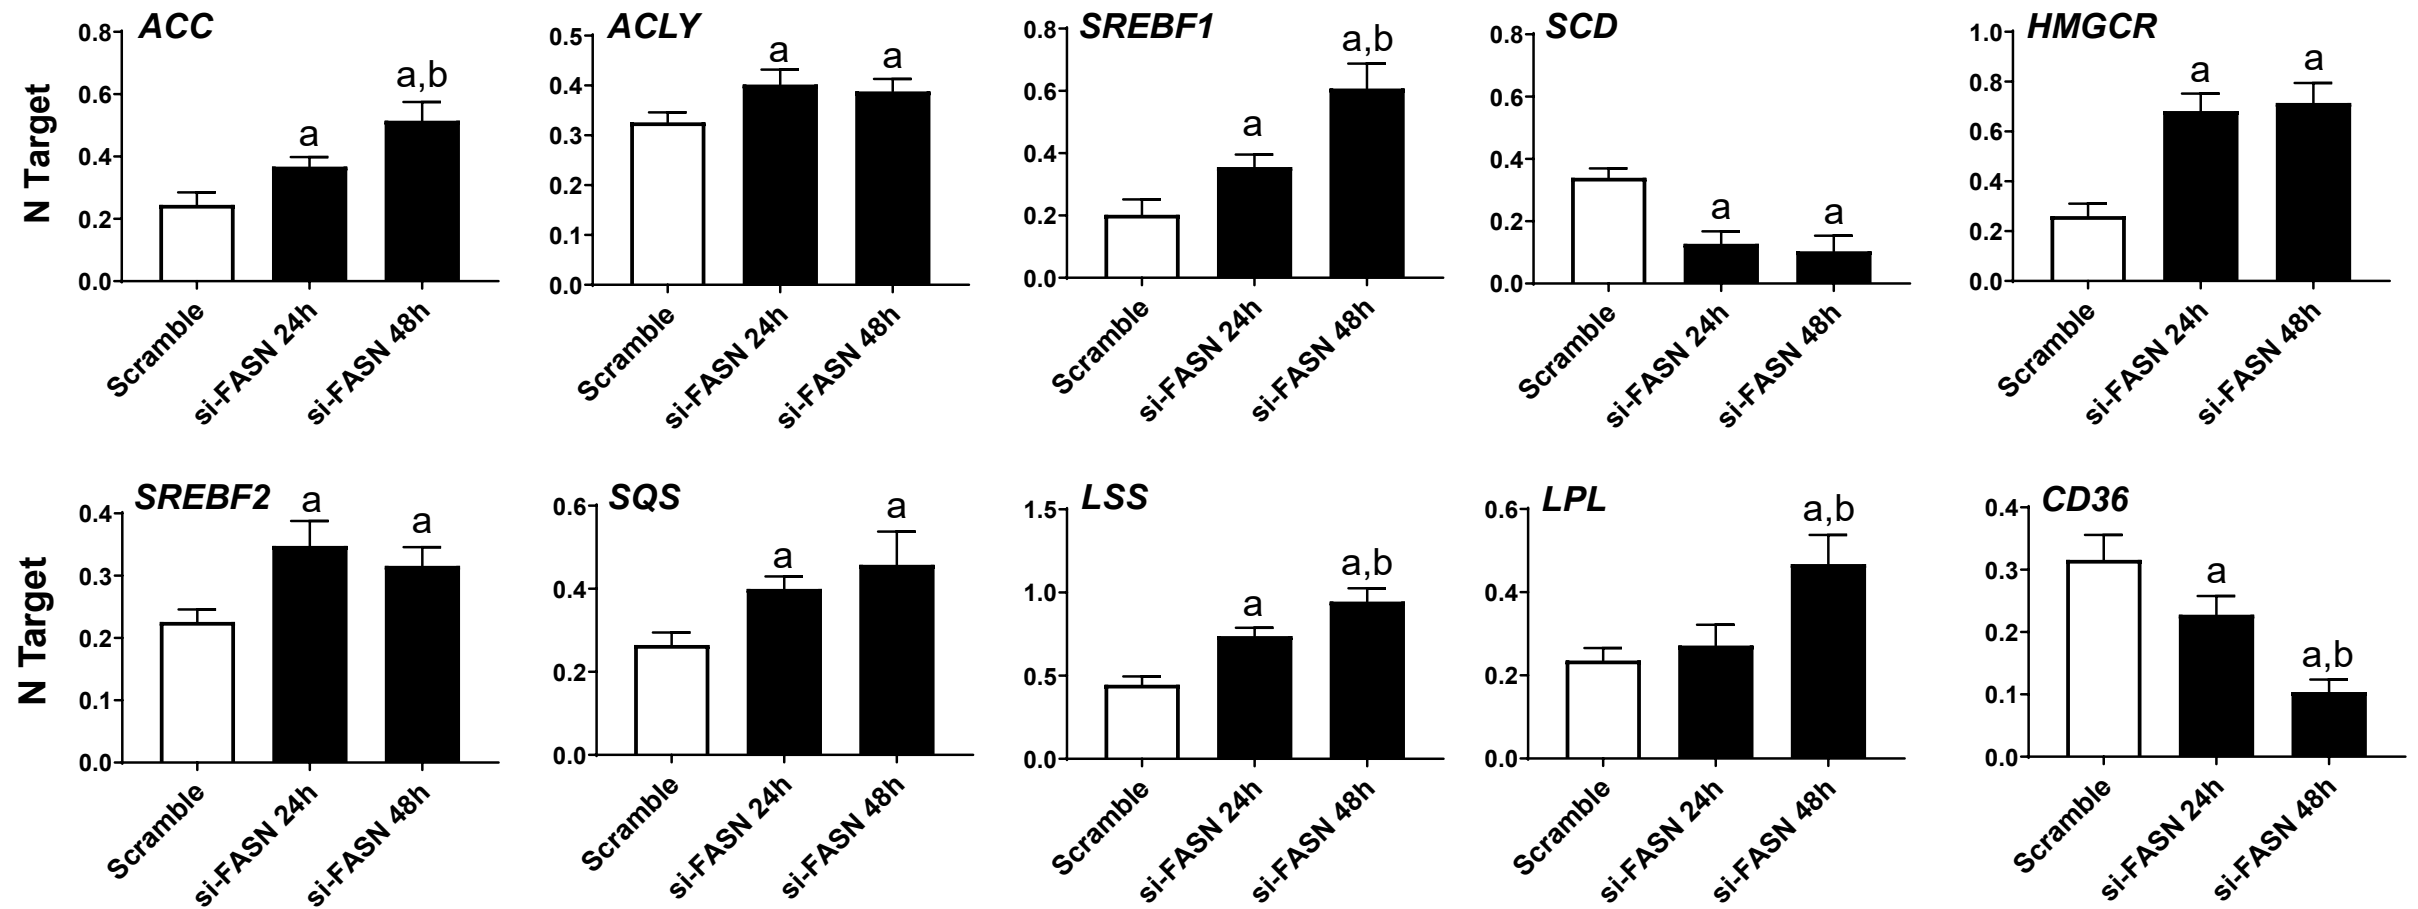 ACC
N Target
0.8
0.6
0.4
0.2
0.0
a
a,b
Scramble
si-FASN 24h
si-FASN 48h
ACLY
0.5
0.4
0.3
0.2
0.1
0.0
a
a
Scramble
si-FASN 24h
si-FASN 48h
SREBF1
0.8
0.6
0.4
0.2
0.0
a
a,b
Scramble
si-FASN 24h
si-FASN 48h
SCD
0.8
0.6
0.4
0.2
0.0
a
a
Scramble
si-FASN 24h
si-FASN 48h
HMGCR
1.0
0.8
0.6
0.4
0.2
0.0
a
a
Scramble
si-FASN 24h
si-FASN 48h
SREBF2
N Target
0.4
0.3
0.2
0.1
0.0
a
a
Scramble
si-FASN 24h
si-FASN 48h
SQS
0.6
0.4
0.2
0.0
a
a
Scramble
si-FASN 24h
si-FASN 48h
LSS
1.5
1.0
0.5
0.0
a
a,b
Scramble
si-FASN 24h
si-FASN 48h
LPL
0.6
0.4
0.2
0.0
a,b
Scramble
si-FASN 24h
si-FASN 48h
CD36
0.4
0.3
0.2
0.1
0.0
a
a,b
Scramble
si-FASN 24h
si-FASN 48h